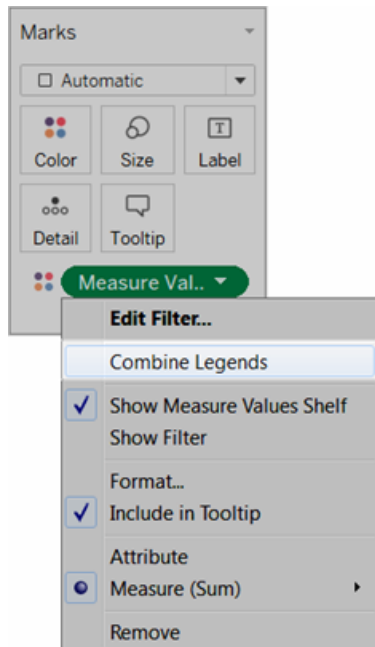 Marks
Automatic
Color Size T Label
Detail Tooltip
Measure Val..
Edit Filter...
Combine Legends
Show Measure Values Shelf
Show Filter
Format...
Include in Tooltip
Attribute
Measure (Sum)
Remove